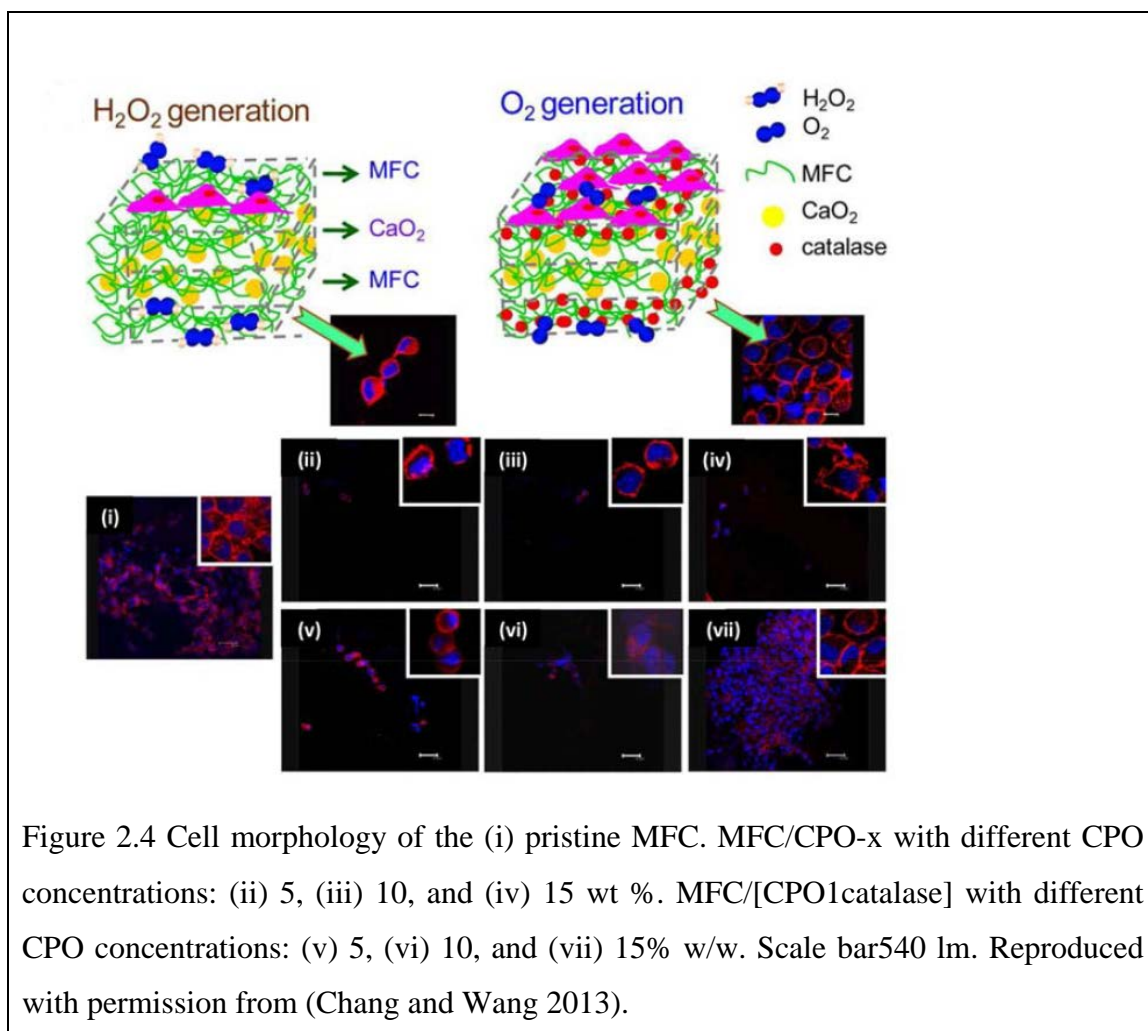 H₂O₂ generation
O₂ generation
H₂O₂
O₂
MFC
CaO₂
catalase
MFC
CaO₂
MFC
(i)
(ii)
(iii)
(iv)
(v)
(vi)
(vii)
Figure 2.4 Cell morphology of the (i) pristine MFC. MFC/CPO-x with different CPO
concentrations: (ii) 5, (iii) 10, and (iv) 15 wt %. MFC/[CPO1catalase] with different
CPO concentrations: (v) 5, (vi) 10, and (vii) 15% w/w. Scale bar540 lm. Reproduced
with permission from (Chang and Wang 2013).